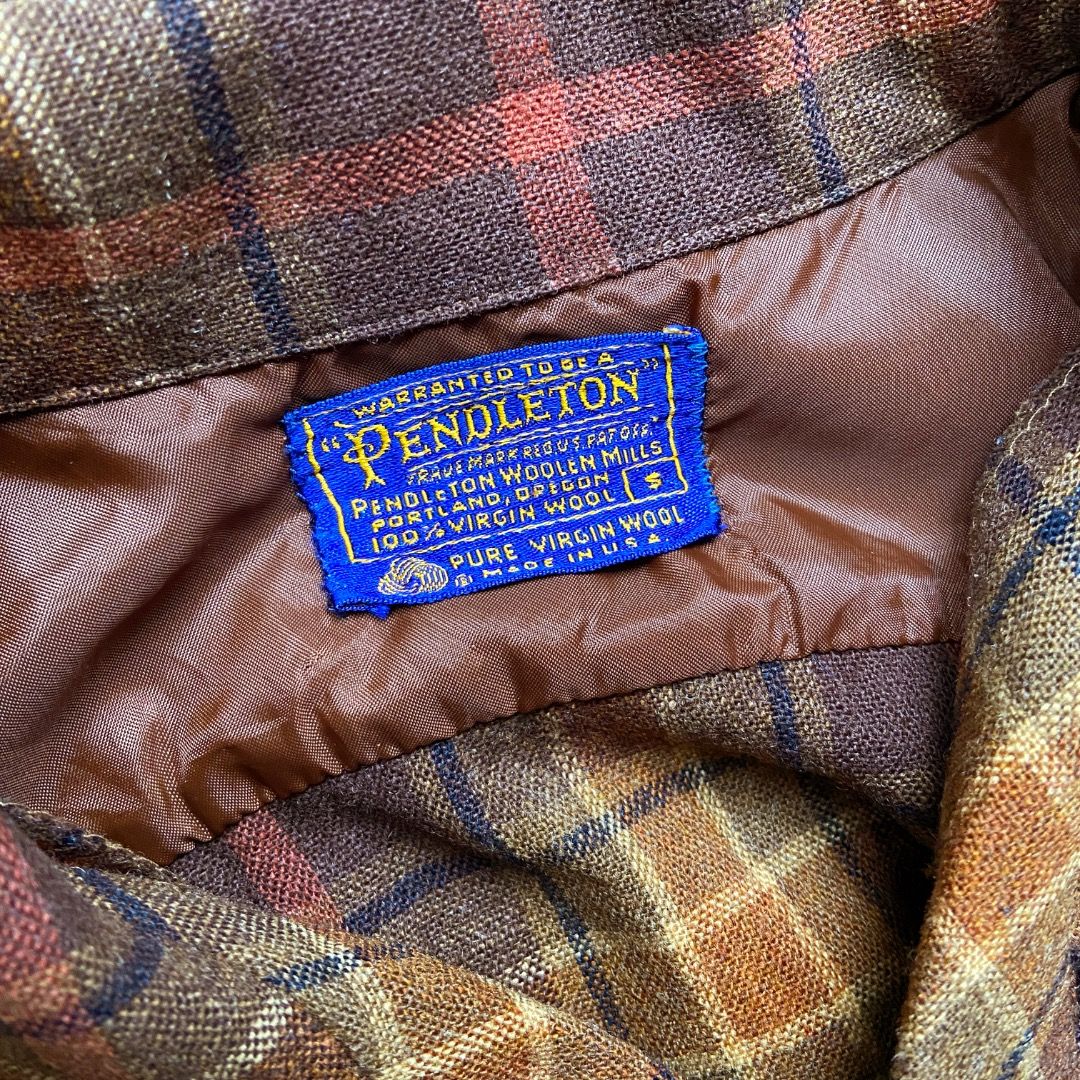 WARRANTED TO BE A
"PENDLETON"
TRADE MARK REG. U.S. PAT. OFF.
PENDLETON WOOLEN MILLS
PORTLAND, OREGON
100% VIRGIN WOOL
S
PURE VIRGIN WOOL
® MADE IN U.S.A.